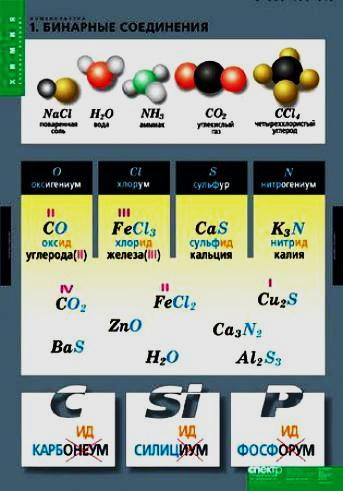 ХИМИЯ
НОМЕНКЛАТУРА
1. БИНАРНЫЕ СОЕДИНЕНИЯ
NaCl H₂O NH₃ CO₂ CCl₄
поваренная соль вода аммиак углекислый газ четыреххлористый углерод
O Cl S N
оксигениум хлорум сульфур нитрогениум
II III
CO FeCl₃ CaS K₃N
оксид хлорид сульфид нитрид
углерода(II) железа(III) кальция калия
IV II I
CO₂ FeCl₂ Cu₂S
ZnO Ca₃N₂
BaS H₂O Al₂S₃
C Si P
ИД ИД ИД
КАРБОНЕУМ СИЛИЦИУМ ФОСФОРУМ
спектр